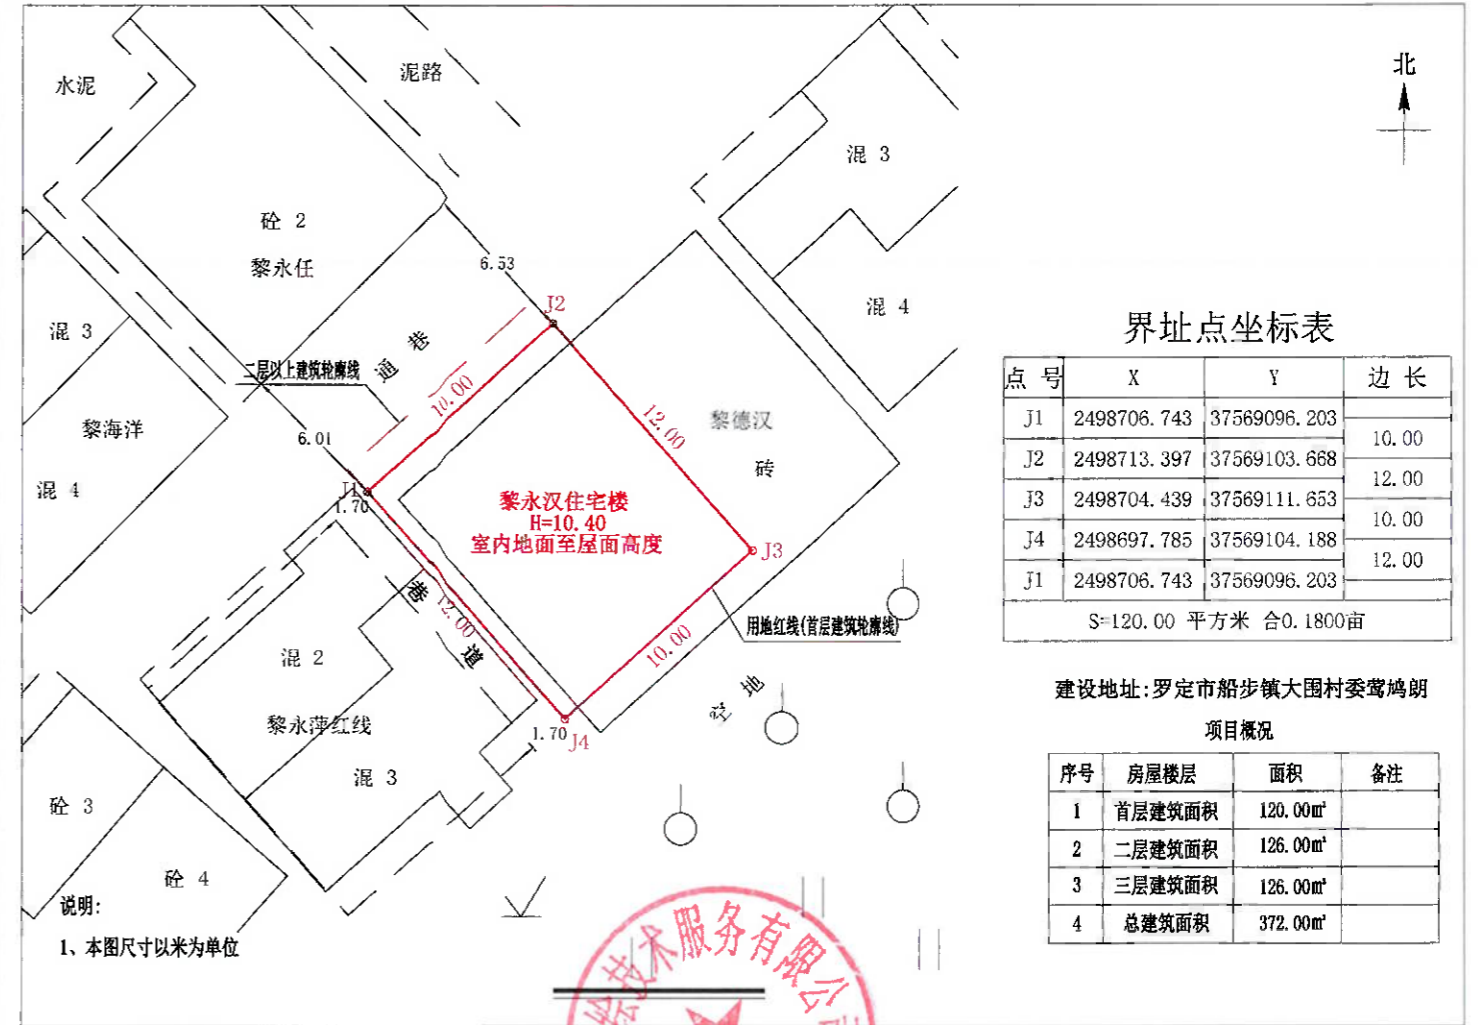 水泥
泥路
北
混 3
砼 2
黎永任
6.53
混 4
J2
混 3
通巷
二层以上建筑轮廓线
10.00
12.00
黎德汉
砖
黎海洋
6.01
混 4
J1
1.70
黎永汉住宅楼
H=10.40
室内地面至屋面高度
J3
巷道
12.00
用地红线(首层建筑轮廓线)
10.00
空地
混 2
黎永萍红线
1.70
J4
混 3
砼 3
砼 4
说明:
1、本图尺寸以米为单位
界址点坐标表
点 号 X Y 边 长
J1 2498706.743 37569096.203
10.00
J2 2498713.397 37569103.668
12.00
J3 2498704.439 37569111.653
10.00
J4 2498697.785 37569104.188
12.00
J1 2498706.743 37569096.203
S=120.00 平方米 合0.1800亩
建设地址:罗定市船步镇大围村委莺鸠朗
项目概况
序号 房屋楼层 面积 备注
1 首层建筑面积 120.00㎡
2 二层建筑面积 126.00㎡
3 三层建筑面积 126.00㎡
4 总建筑面积 372.00㎡
绘技术服务有限公司